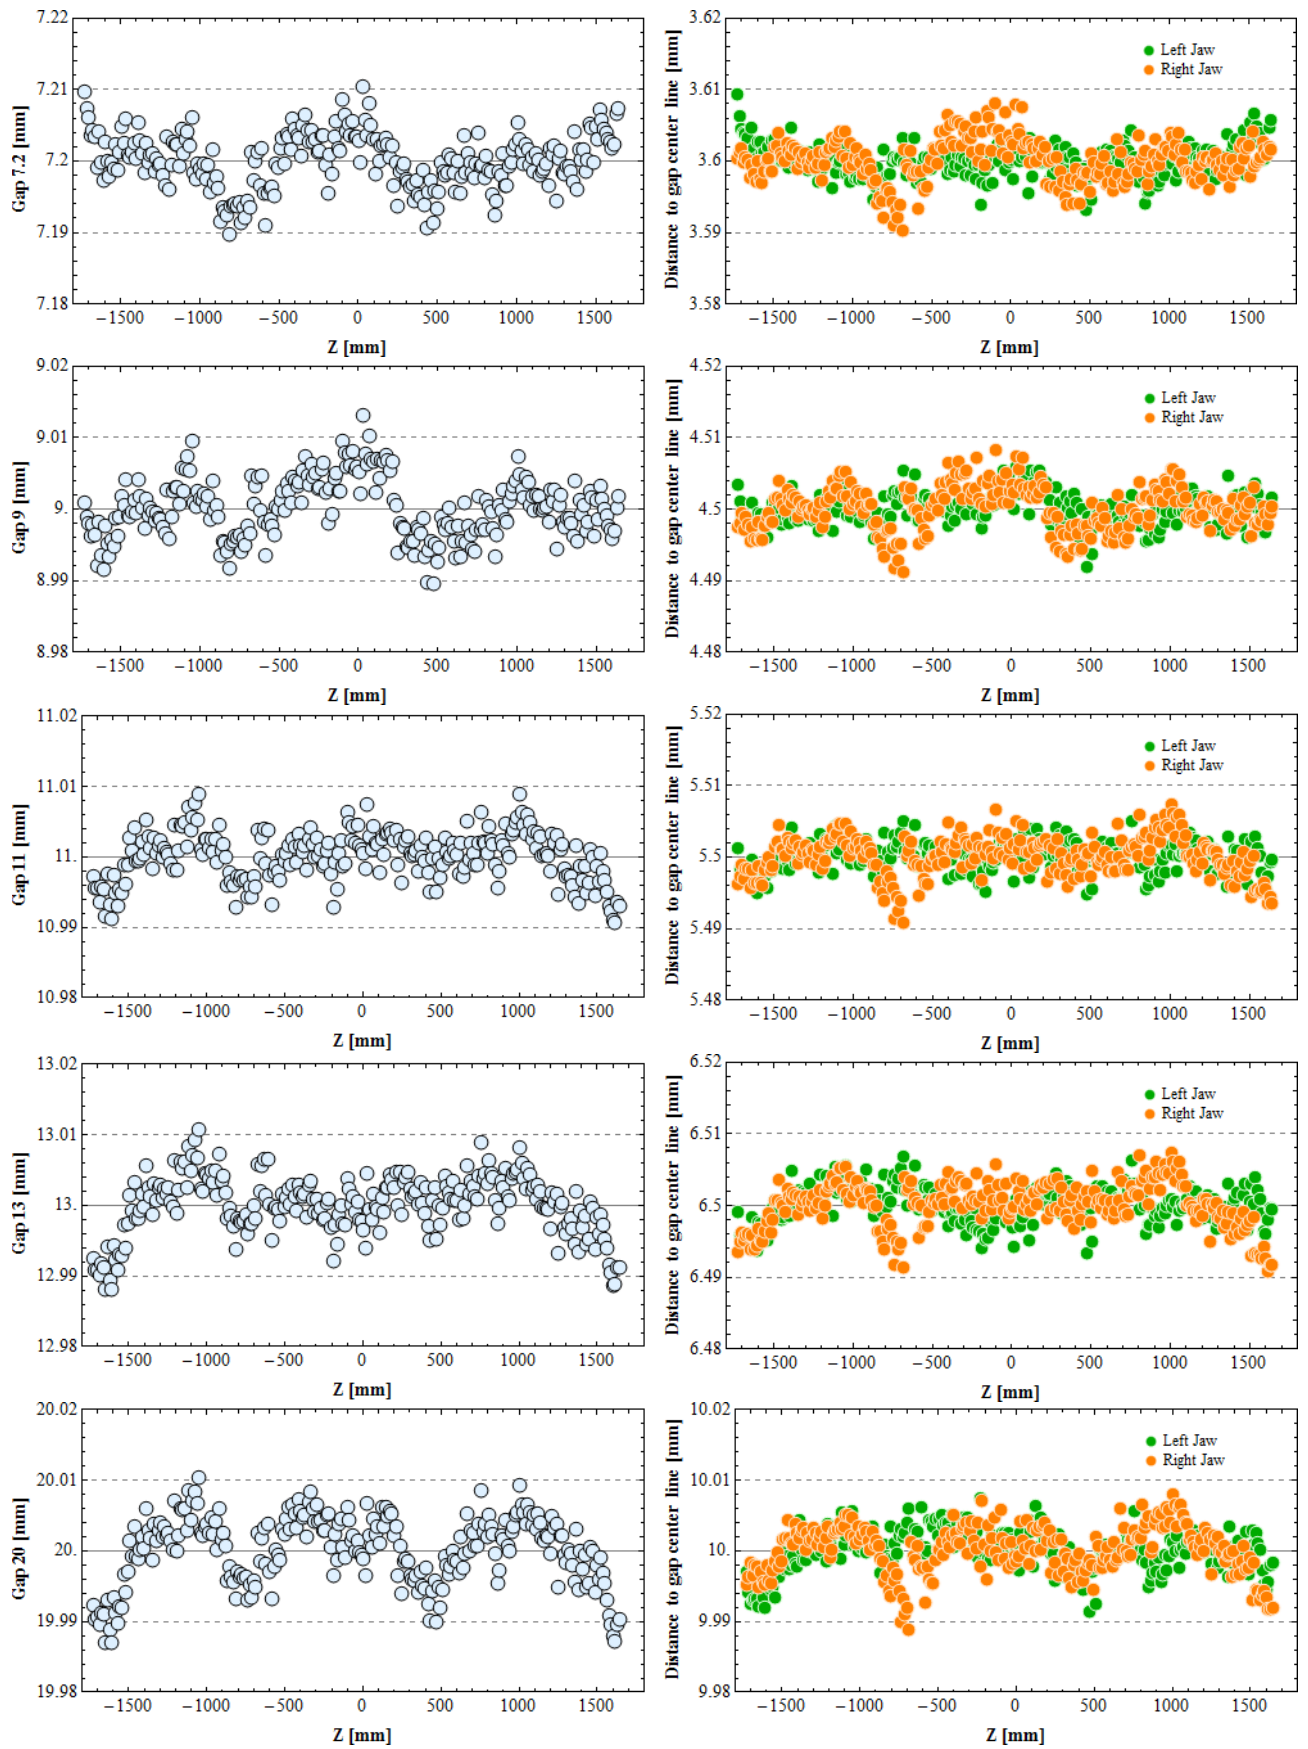 7.22
7.21
7.2
7.19
7.18
Gap 7.2 [mm]
−1500 −1000 −500 0 500 1000 1500
Z [mm]
3.62
3.61
3.6
3.59
3.58
Distance to gap center line [mm]
Left Jaw
Right Jaw
−1500 −1000 −500 0 500 1000 1500
Z [mm]
9.02
9.01
9.
8.99
8.98
Gap 9 [mm]
−1500 −1000 −500 0 500 1000 1500
Z [mm]
4.52
4.51
4.5
4.49
4.48
Distance to gap center line [mm]
Left Jaw
Right Jaw
−1500 −1000 −500 0 500 1000 1500
Z [mm]
11.02
11.01
11.
10.99
10.98
Gap 11 [mm]
−1500 −1000 −500 0 500 1000 1500
Z [mm]
5.52
5.51
5.5
5.49
5.48
Distance to gap center line [mm]
Left Jaw
Right Jaw
−1500 −1000 −500 0 500 1000 1500
Z [mm]
13.02
13.01
13.
12.99
12.98
Gap 13 [mm]
−1500 −1000 −500 0 500 1000 1500
Z [mm]
6.52
6.51
6.5
6.49
6.48
Distance to gap center line [mm]
Left Jaw
Right Jaw
−1500 −1000 −500 0 500 1000 1500
Z [mm]
20.02
20.01
20.
19.99
19.98
Gap 20 [mm]
−1500 −1000 −500 0 500 1000 1500
Z [mm]
10.02
10.01
10.
9.99
9.98
Distance to gap center line [mm]
Left Jaw
Right Jaw
−1500 −1000 −500 0 500 1000 1500
Z [mm]